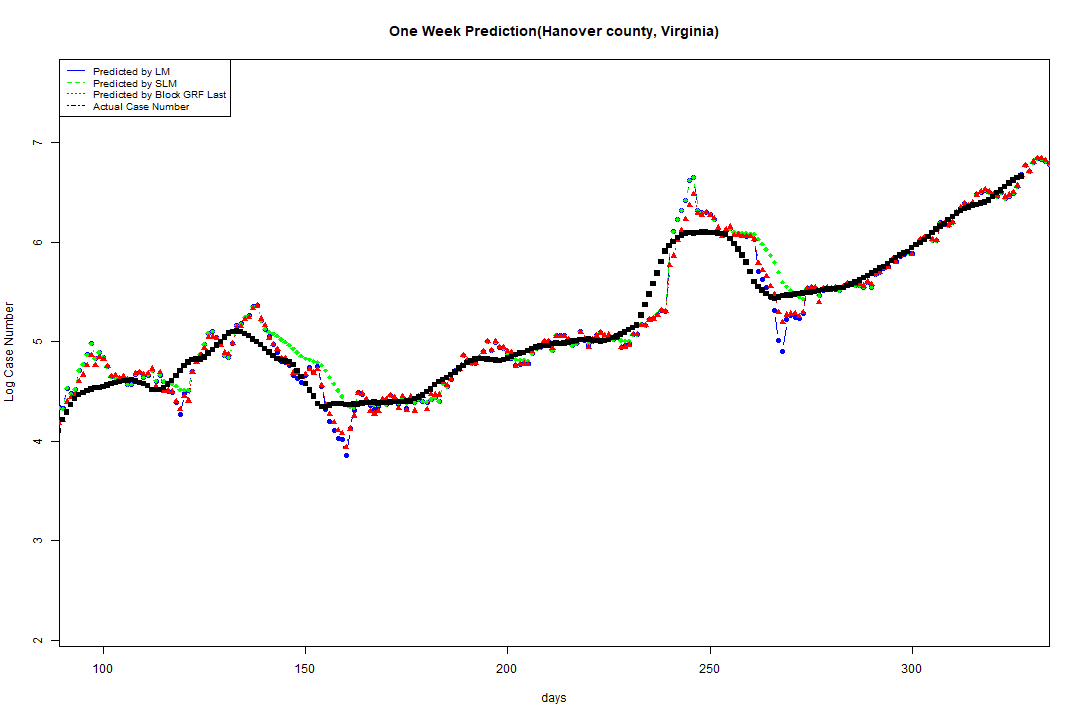 One Week Prediction(Hanover county, Virginia)
Predicted by LM
Predicted by SLM
Predicted by Block GRF Last
Actual Case Number
Log Case Number
7
6
5
4
3
2
100 150 200 250 300
days